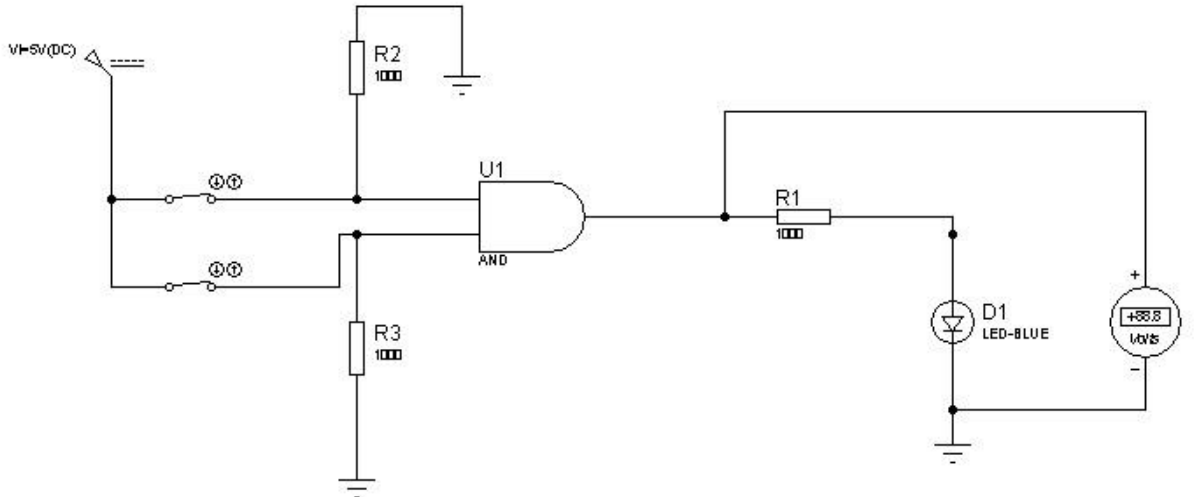 VI=5V(DC)
R2
1000
U1
AND
R1
1000
R3
1000
D1
LED-BLUE
+
+88.8
Volts
−